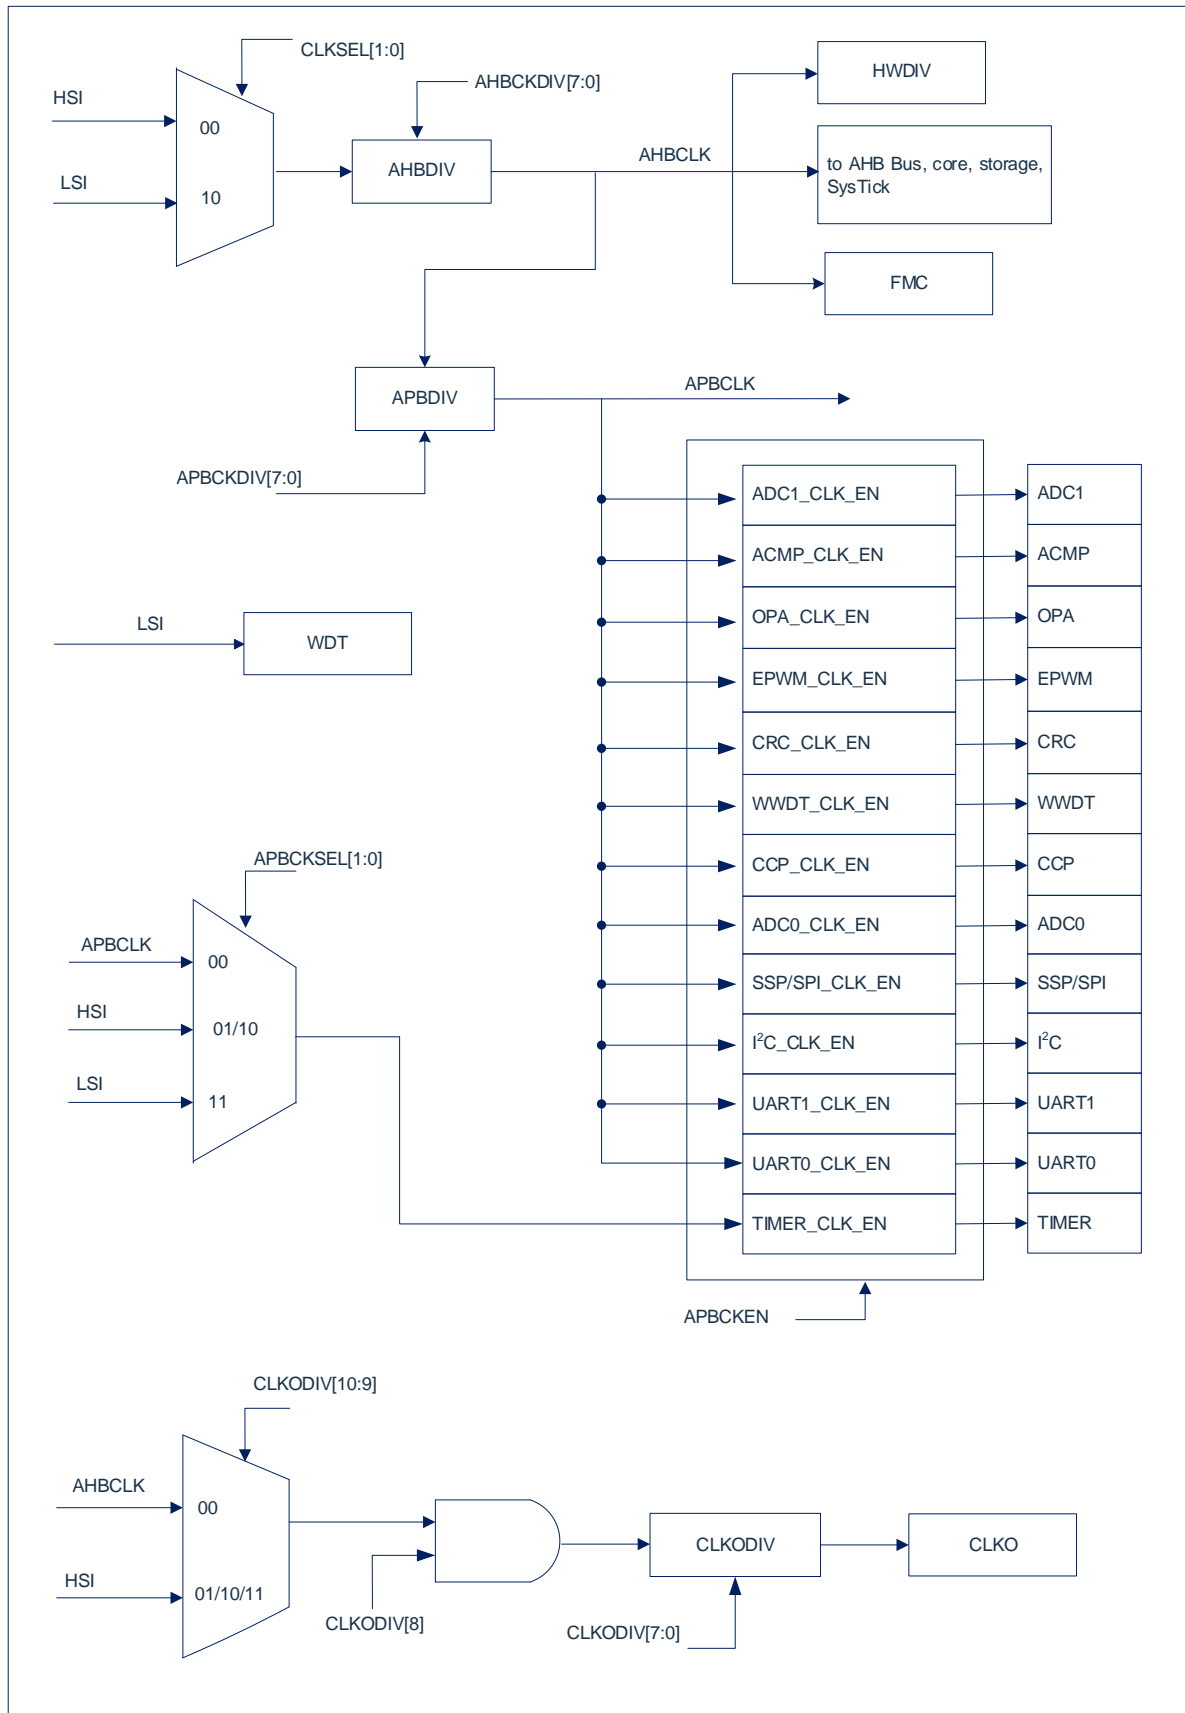 CLKSEL[1:0]
HSI
00
LSI
10
AHBCKDIV[7:0]
AHBDIV
AHBCLK
HWDIV
to AHB Bus, core, storage,
SysTick
FMC
APBDIV
APBCLK
APBCKDIV[7:0]
ADC1_CLK_EN
ADC1
ACMP_CLK_EN
ACMP
OPA_CLK_EN
OPA
EPWM_CLK_EN
EPWM
CRC_CLK_EN
CRC
WWDT_CLK_EN
WWDT
CCP_CLK_EN
CCP
ADC0_CLK_EN
ADC0
SSP/SPI_CLK_EN
SSP/SPI
I²C_CLK_EN
I²C
UART1_CLK_EN
UART1
UART0_CLK_EN
UART0
TIMER_CLK_EN
TIMER
APBCKEN
LSI
WDT
APBCKSEL[1:0]
APBCLK
00
HSI
01/10
LSI
11
CLKODIV[10:9]
AHBCLK
00
HSI
01/10/11
CLKODIV[8]
CLKODIV
CLKODIV[7:0]
CLKO